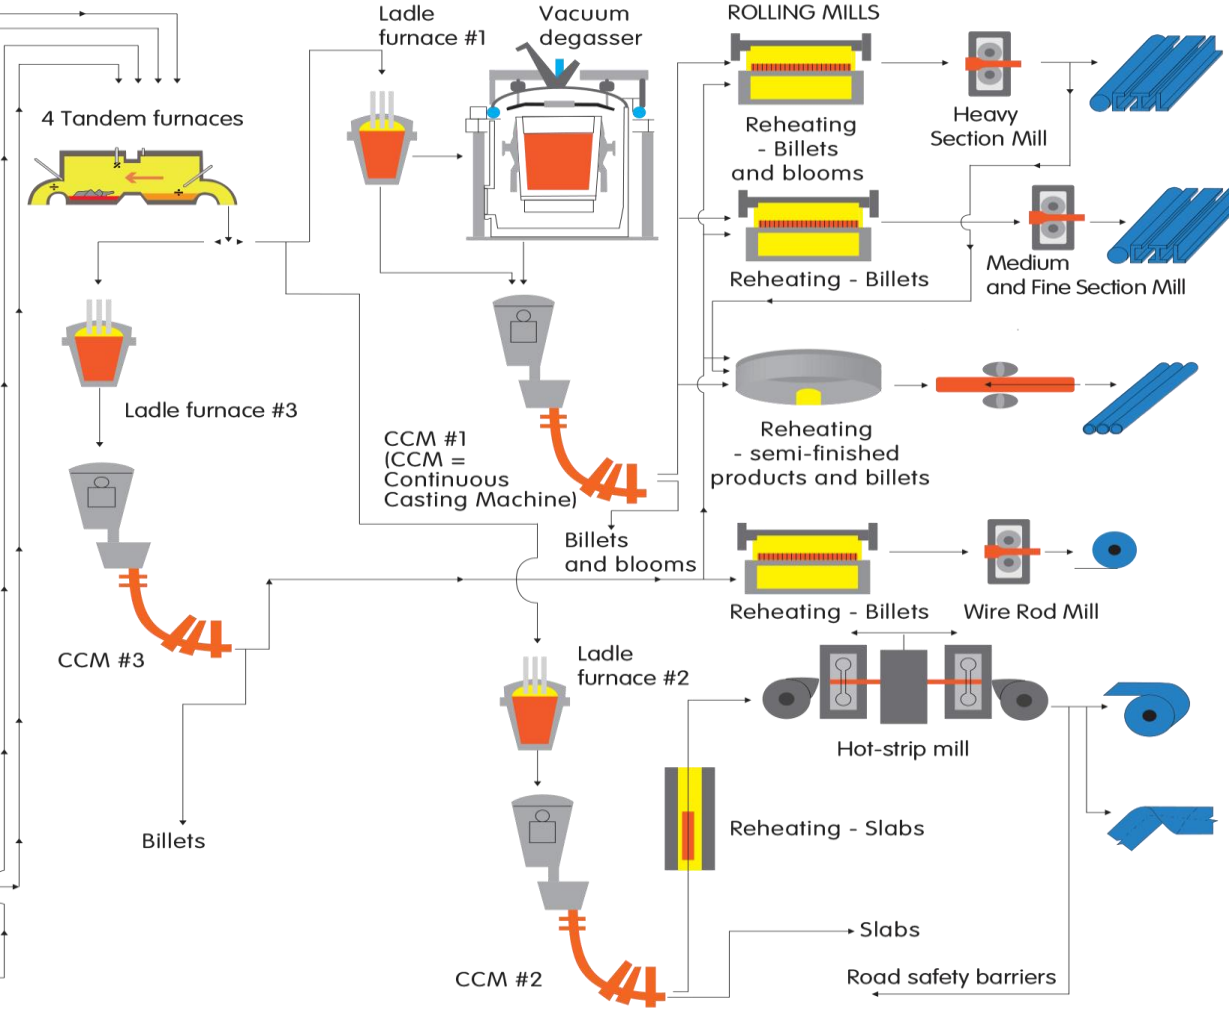 Ladle
furnace #1
Vacuum
degasser
ROLLING MILLS
4 Tandem furnaces
Reheating
- Billets
and blooms
Heavy
Section Mill
Reheating - Billets
Medium
and Fine Section Mill
Ladle furnace #3
CCM #1
(CCM =
Continuous
Casting Machine)
Reheating
- semi-finished
products and billets
Billets
and blooms
Reheating - Billets
Wire Rod Mill
CCM #3
Ladle
furnace #2
Hot-strip mill
Billets
Reheating - Slabs
Slabs
CCM #2
Road safety barriers